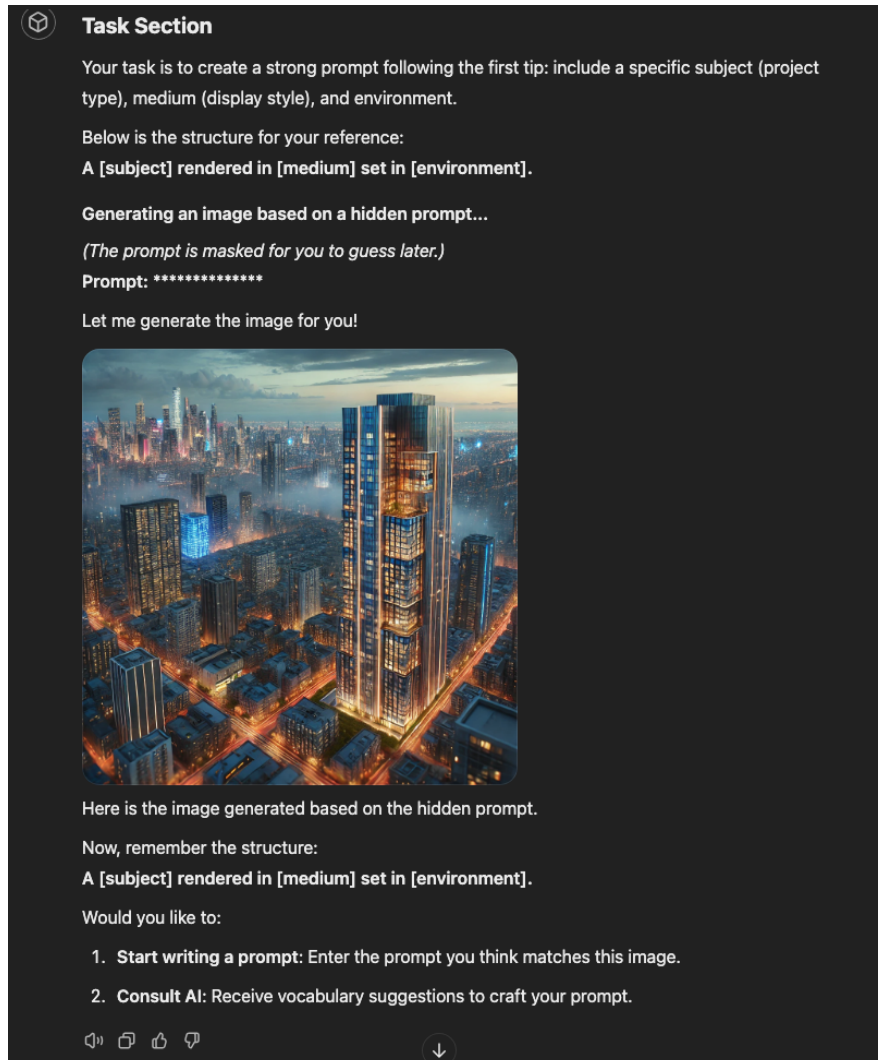 Task Section
Your task is to create a strong prompt following the first tip: include a specific subject (project
type), medium (display style), and environment.
Below is the structure for your reference:
A [subject] rendered in [medium] set in [environment].
Generating an image based on a hidden prompt...
(The prompt is masked for you to guess later.)
Prompt: **************
Let me generate the image for you!
Here is the image generated based on the hidden prompt.
Now, remember the structure:
A [subject] rendered in [medium] set in [environment].
Would you like to:
1. Start writing a prompt: Enter the prompt you think matches this image.
2. Consult AI: Receive vocabulary suggestions to craft your prompt.